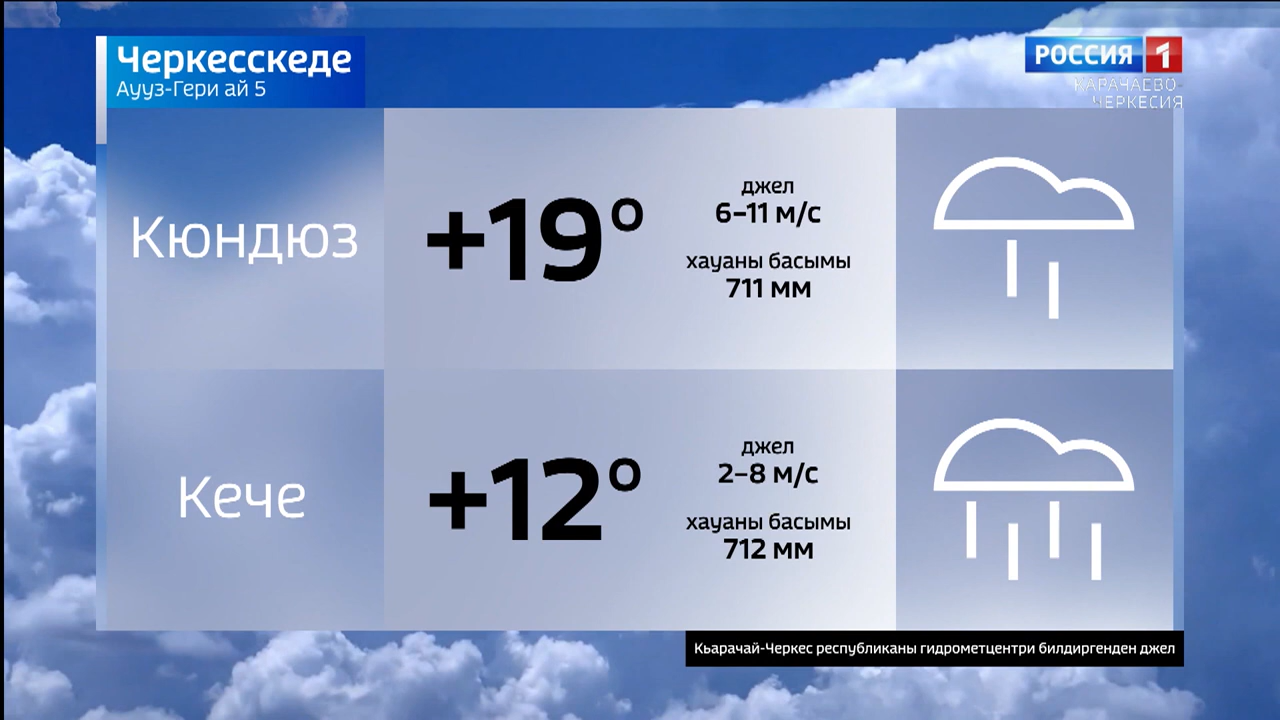 Черкесскеде
Аууз-Гери ай 5
РОССИЯ 1
КАРАЧАЕВО-
ЧЕРКЕСИЯ
Кюндюз
+19°
джел
6-11 м/с
хауаны басымы
711 мм
Кече
+12°
джел
2-8 м/с
хауаны басымы
712 мм
Кьарачай-Черкес республиканы гидрометцентри билдиргенден джел